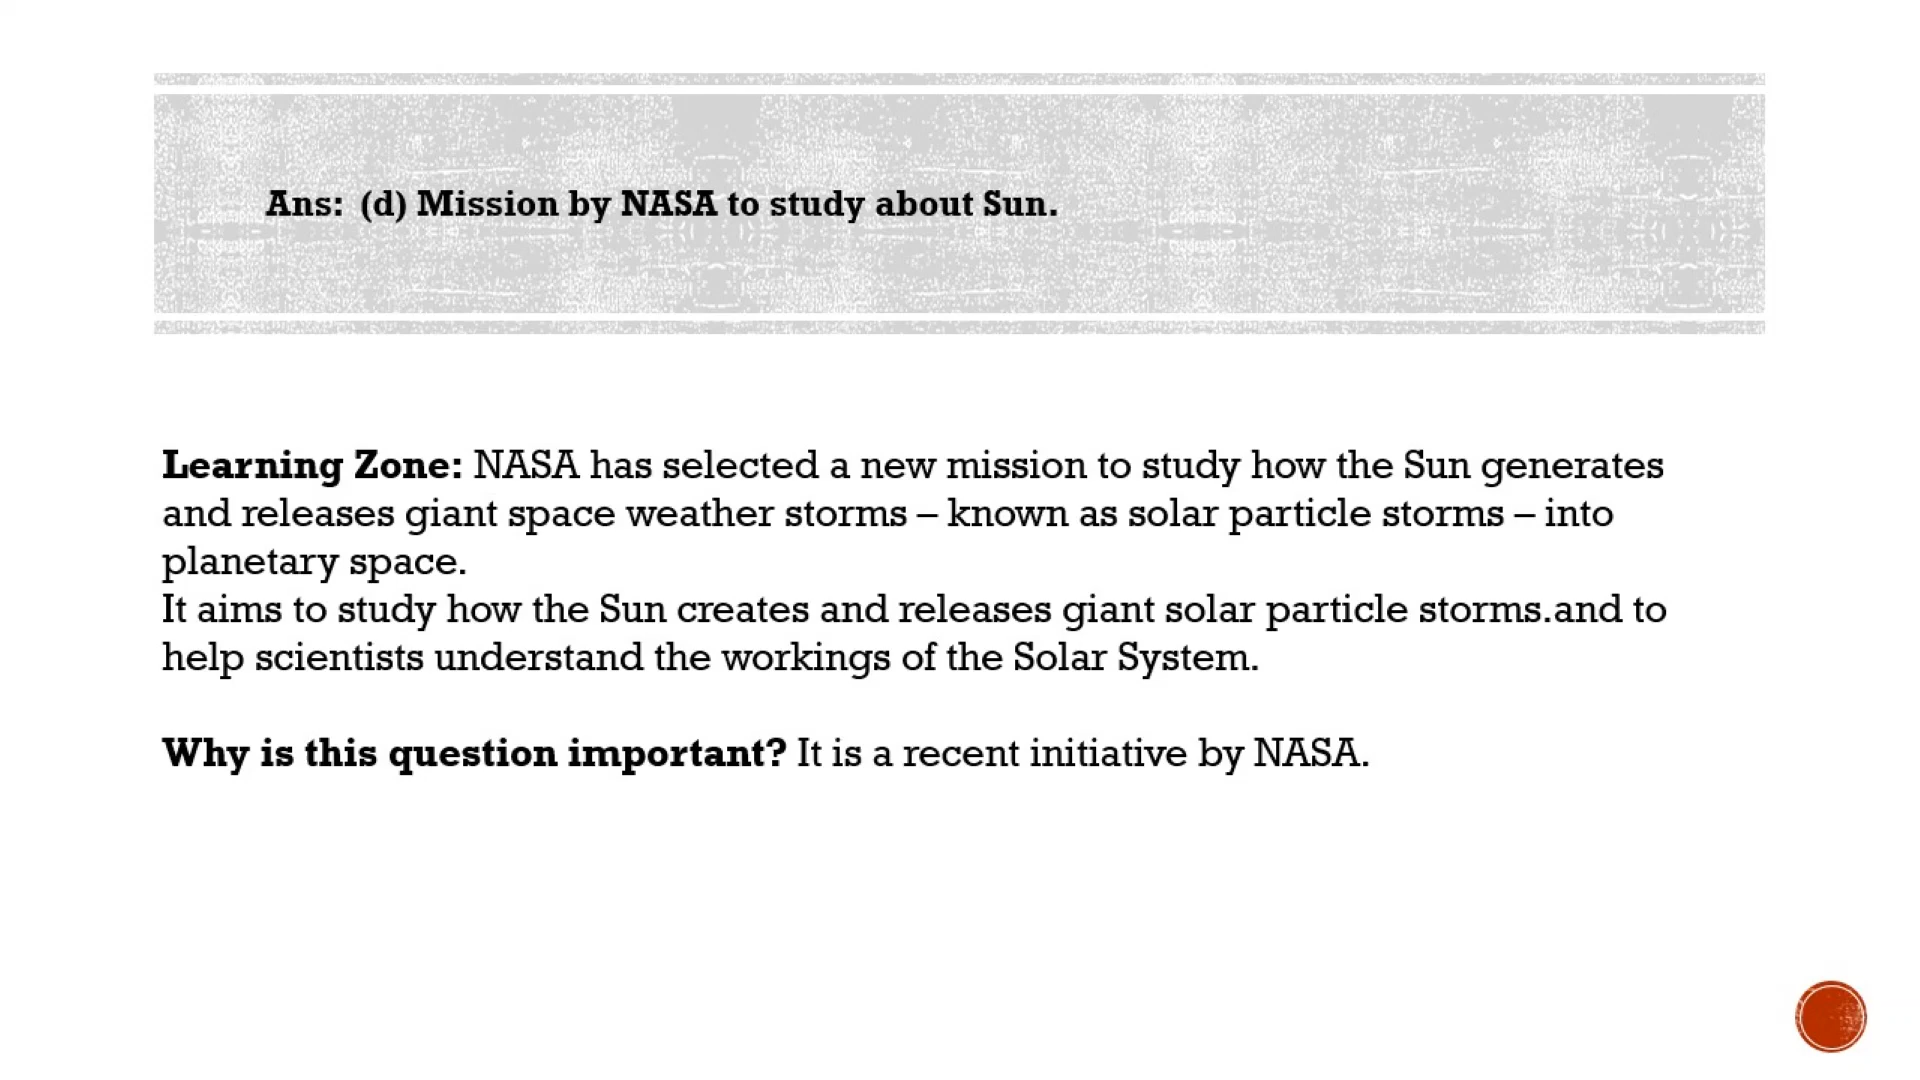 Ans: (d) Mission by NASA to study about Sun.
Learning Zone: NASA has selected a new mission to study how the Sun generates
and releases giant space weather storms – known as solar particle storms – into
planetary space.
It aims to study how the Sun creates and releases giant solar particle storms.and to
help scientists understand the workings of the Solar System.
Why is this question important? It is a recent initiative by NASA.